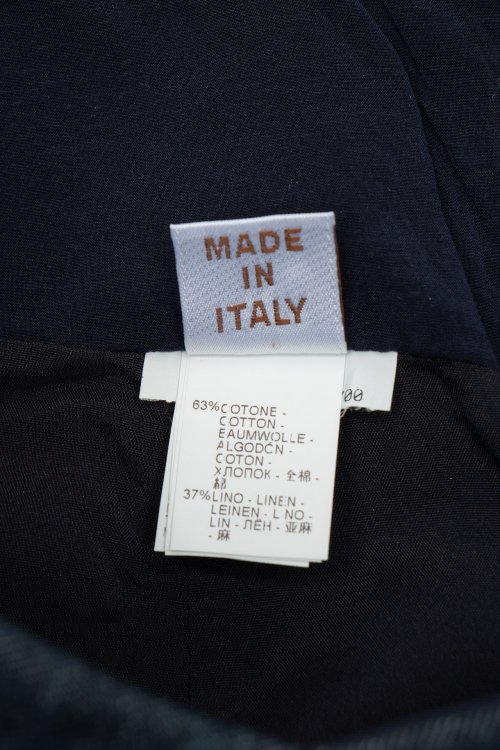 MADE
IN
ITALY
700
63%COTONE -
COTTON -
BAUMWOLLE -
ALGODÓN -
COTON -
ХЛОПОК - 全棉 -
綿
37%LINO - LINEN -
LEINEN - LINO -
LIN - ЛЁН - 亚麻
- 麻